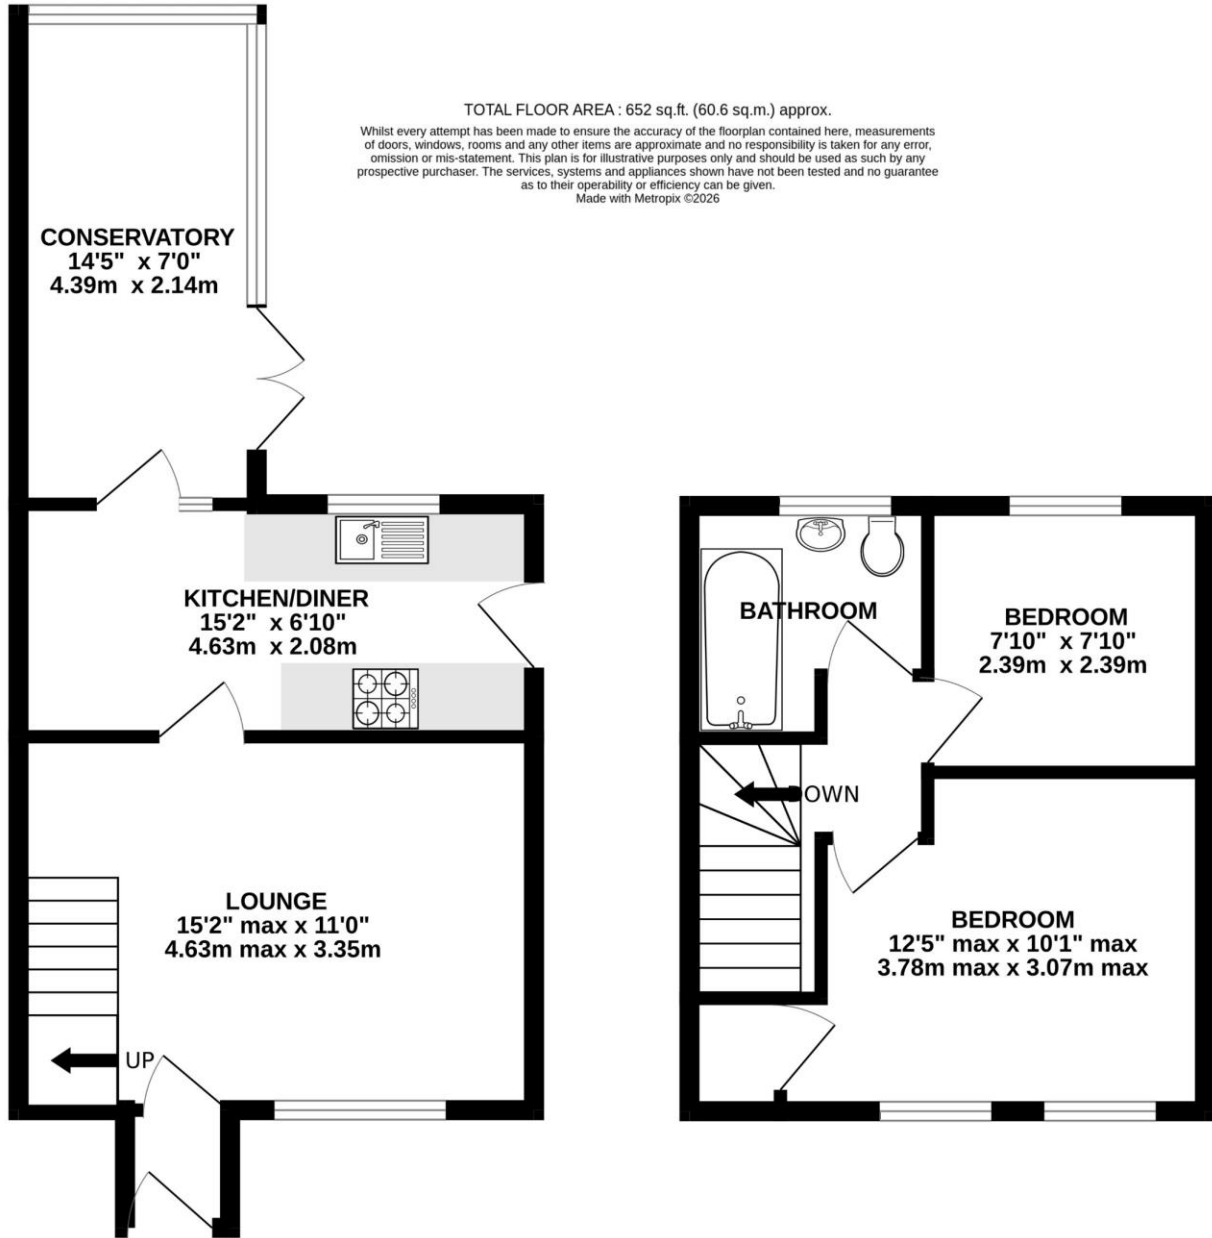 TOTAL FLOOR AREA : 652 sq.ft. (60.6 sq.m.) approx.
Whilst every attempt has been made to ensure the accuracy of the floorplan contained here, measurements
of doors, windows, rooms and any other items are approximate and no responsibility is taken for any error,
omission or mis-statement. This plan is for illustrative purposes only and should be used as such by any
prospective purchaser. The services, systems and appliances shown have not been tested and no guarantee
as to their operability or efficiency can be given.
Made with Metropix ©2026
CONSERVATORY
14'5" x 7'0"
4.39m x 2.14m
KITCHEN/DINER
15'2" x 6'10"
4.63m x 2.08m
LOUNGE
15'2" max x 11'0"
4.63m max x 3.35m
UP
BATHROOM
BEDROOM
7'10" x 7'10"
2.39m x 2.39m
DOWN
BEDROOM
12'5" max x 10'1" max
3.78m max x 3.07m max